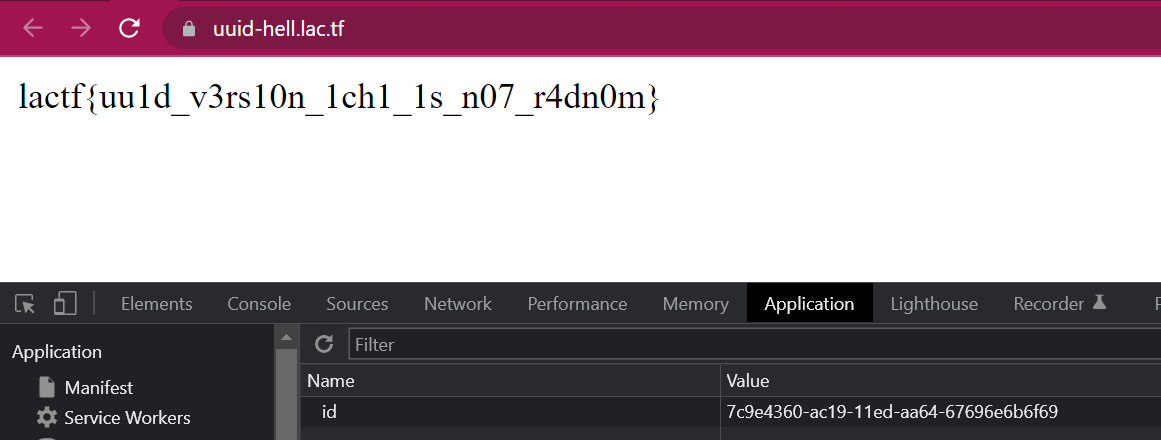 uuid-hell.lac.tf
lactf{uu1d_v3rs10n_1ch1_1s_n07_r4dn0m}
Elements Console Sources Network Performance Memory Application Lighthouse Recorder
Application
Filter
Manifest
Name Value
Service Workers
id 7c9e4360-ac19-11ed-aa64-67696e6b6f69